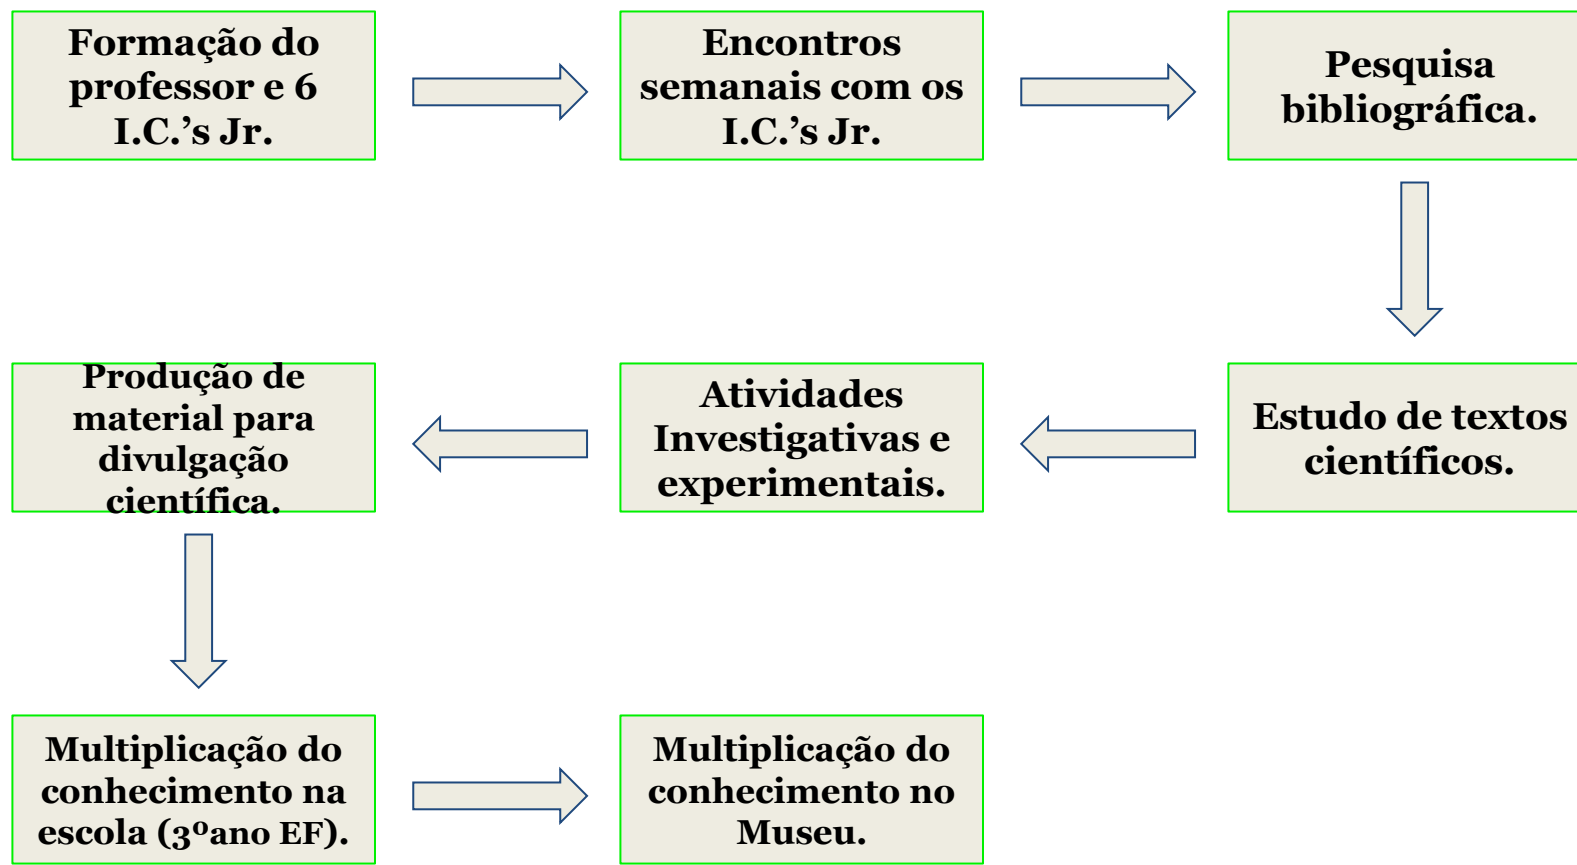 Formação do
professor e 6
I.C.’s Jr.
Encontros
semanais com os
I.C.’s Jr.
Pesquisa
bibliográfica.
Estudo de textos
científicos.
Atividades
Investigativas e
experimentais.
Produção de
material para
divulgação
científica.
Multiplicação do
conhecimento na
escola (3ºano EF).
Multiplicação do
conhecimento no
Museu.